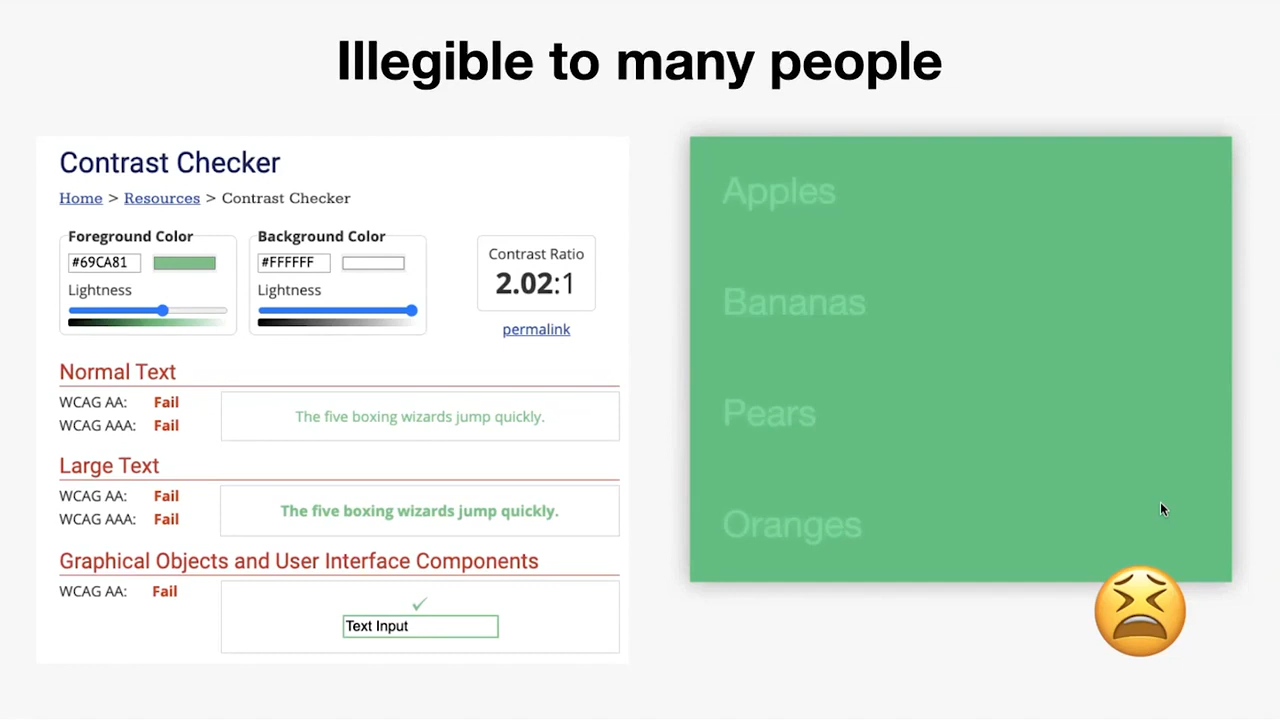 Illegible to many people
Contrast Checker
Home > Resources > Contrast Checker
Foreground Color
#69CA81
Lightness
Background Color
#FFFFFF
Lightness
Contrast Ratio
2.02:1
permalink
Normal Text
WCAG AA: Fail
WCAG AAA: Fail
The five boxing wizards jump quickly.
Large Text
WCAG AA: Fail
WCAG AAA: Fail
The five boxing wizards jump quickly.
Graphical Objects and User Interface Components
WCAG AA: Fail
✓
Text Input
Apples
Bananas
Pears
Oranges